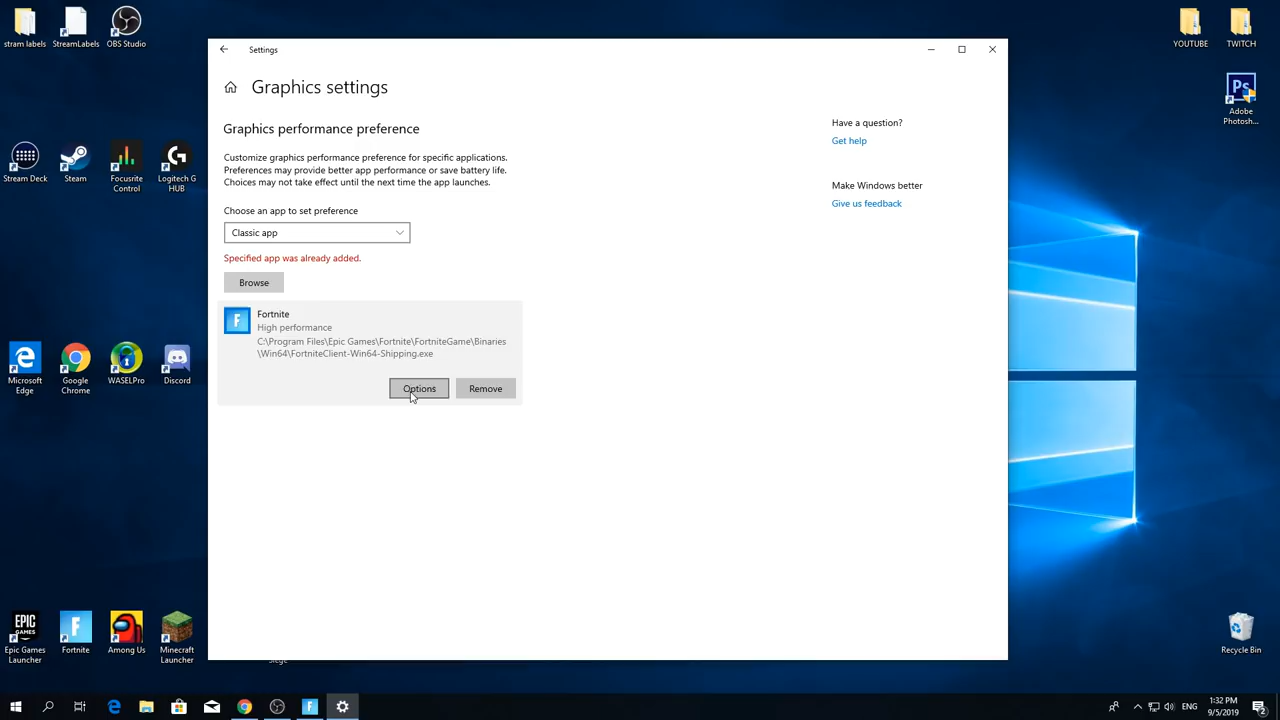 stram labels
StreamLabels
OBS Studio
YOUTUBE
TWITCH
Settings
Graphics settings
Graphics performance preference
Customize graphics performance preference for specific applications.
Preferences may provide better app performance or save battery life.
Choices may not take effect until the next time the app launches.
Choose an app to set preference
Classic app
Specified app was already added.
Browse
Fortnite
High performance
C:\Program Files\Epic Games\Fortnite\FortniteGame\Binaries
\Win64\FortniteClient-Win64-Shipping.exe
Options
Remove
Have a question?
Get help
Make Windows better
Give us feedback
Ps
Adobe
Photosh...
Stream Deck
Steam
Focusrite
Control
Logitech G
HUB
Microsoft
Edge
Google
Chrome
WASELPro
Discord
EPIC
GAMES
Epic Games
Launcher
Fortnite
Among Us
Minecraft
Launcher
Siege
Recycle Bin
ENG
1:32 PM
9/5/2019
2